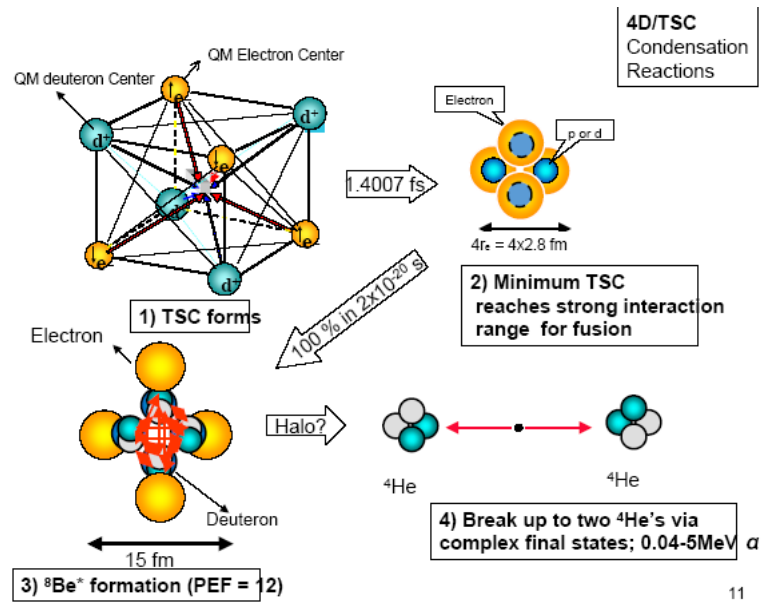 4D/TSC
Condensation
Reactions
QM Electron Center
QM deuteron Center
e
d⁺
d⁺
e
e
e
d⁺
1.4007 fs
Electron
p or d
4rₑ = 4x2.8 fm
1) TSC forms
2) Minimum TSC
reaches strong interaction
range for fusion
100 % in 2x10⁻²⁰ s
Electron
Halo?
⁴He
⁴He
Deuteron
15 fm
3) ⁸Be* formation (PEF = 12)
4) Break up to two ⁴He's via
complex final states; 0.04-5MeV α
11